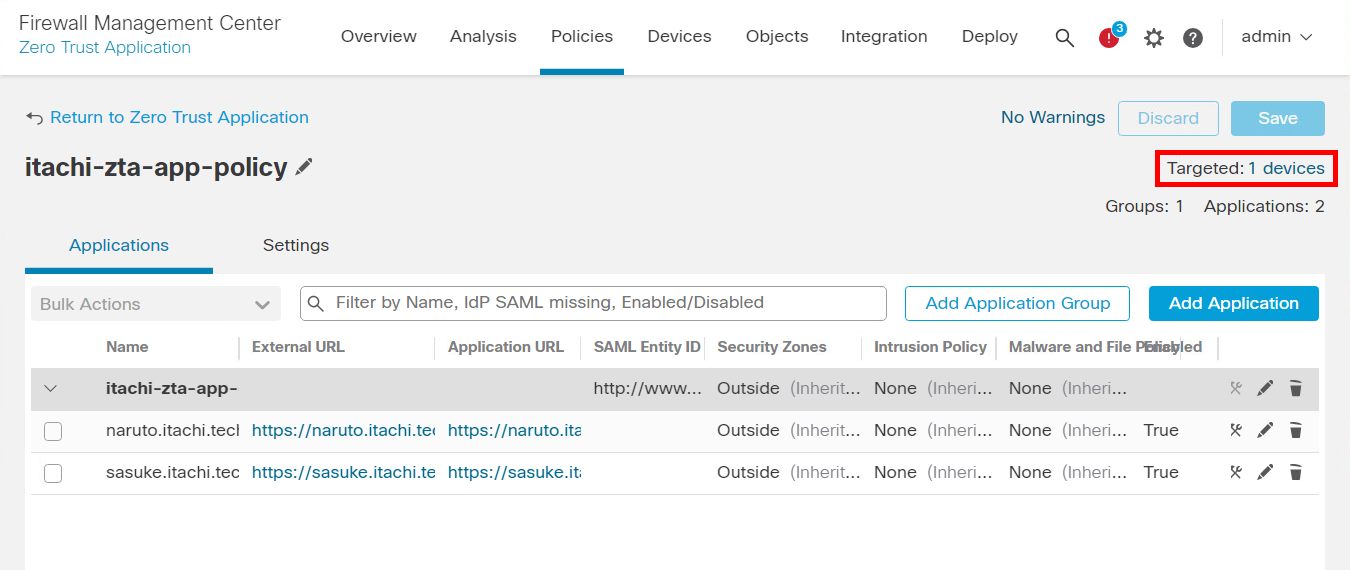 Firewall Management Center
Zero Trust Application
Overview Analysis Policies Devices Objects Integration Deploy 3 admin
Return to Zero Trust Application
No Warnings Discard Save
itachi-zta-app-policy
Targeted: 1 devices
Groups: 1 Applications: 2
Applications Settings
Bulk Actions Filter by Name, IdP SAML missing, Enabled/Disabled Add Application Group Add Application
Name External URL Application URL SAML Entity ID Security Zones Intrusion Policy Malware and File Policy Enabled
itachi-zta-app- http://www... Outside (Inherit... None (Inheri... None (Inheri...
naruto.itachi.tech https://naruto.itachi.tec https://naruto.ita Outside (Inherit... None (Inheri... None (Inheri... True
sasuke.itachi.tec https://sasuke.itachi.te https://sasuke.ita Outside (Inherit... None (Inheri... None (Inheri... True